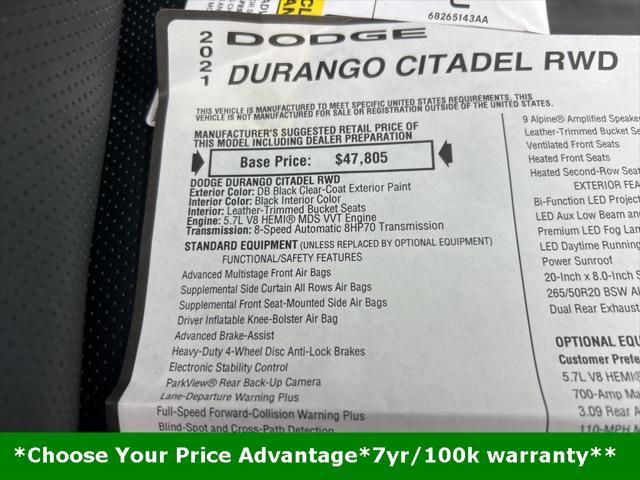 68265143AA
2021
DODGE
DURANGO CITADEL RWD
THIS VEHICLE IS MANUFACTURED TO MEET SPECIFIC UNITED STATES REQUIREMENTS. THIS
VEHICLE IS NOT MANUFACTURED FOR SALE OR REGISTRATION OUTSIDE OF THE UNITED STATES.
MANUFACTURER'S SUGGESTED RETAIL PRICE OF
THIS MODEL INCLUDING DEALER PREPARATION
Base Price: $47,805
DODGE DURANGO CITADEL RWD
Exterior Color: DB Black Clear-Coat Exterior Paint
Interior Color: Black Interior Color
Interior: Leather-Trimmed Bucket Seats
Engine: 5.7L V8 HEMI® MDS VVT Engine
Transmission: 8-Speed Automatic 8HP70 Transmission
STANDARD EQUIPMENT (UNLESS REPLACED BY OPTIONAL EQUIPMENT)
FUNCTIONAL/SAFETY FEATURES
Advanced Multistage Front Air Bags
Supplemental Side Curtain All Rows Air Bags
Supplemental Front Seat-Mounted Side Air Bags
Driver Inflatable Knee-Bolster Air Bag
Advanced Brake-Assist
Heavy-Duty 4-Wheel Disc Anti-Lock Brakes
Electronic Stability Control
ParkView® Rear Back-Up Camera
Lane-Departure Warning Plus
Full-Speed Forward-Collision Warning Plus
Blind-Spot and Cross-Path Detection
9 Alpine® Amplified Speake
Leather-Trimmed Bucket Se
Ventilated Front Seats
Heated Front Seats
Heated Second-Row Seat
EXTERIOR FEA
Bi-Function LED Project
LED Aux Low Beam an
Premium LED Fog Lam
LED Daytime Running
Power Sunroof
20-Inch x 8.0-Inch S
265/50R20 BSW Al
Dual Rear Exhaust
OPTIONAL EQU
Customer Prefe
5.7L V8 HEMI®
700-Amp Ma
3.09 Rear A
110-MPH M
*Choose Your Price Advantage*7yr/100k warranty**